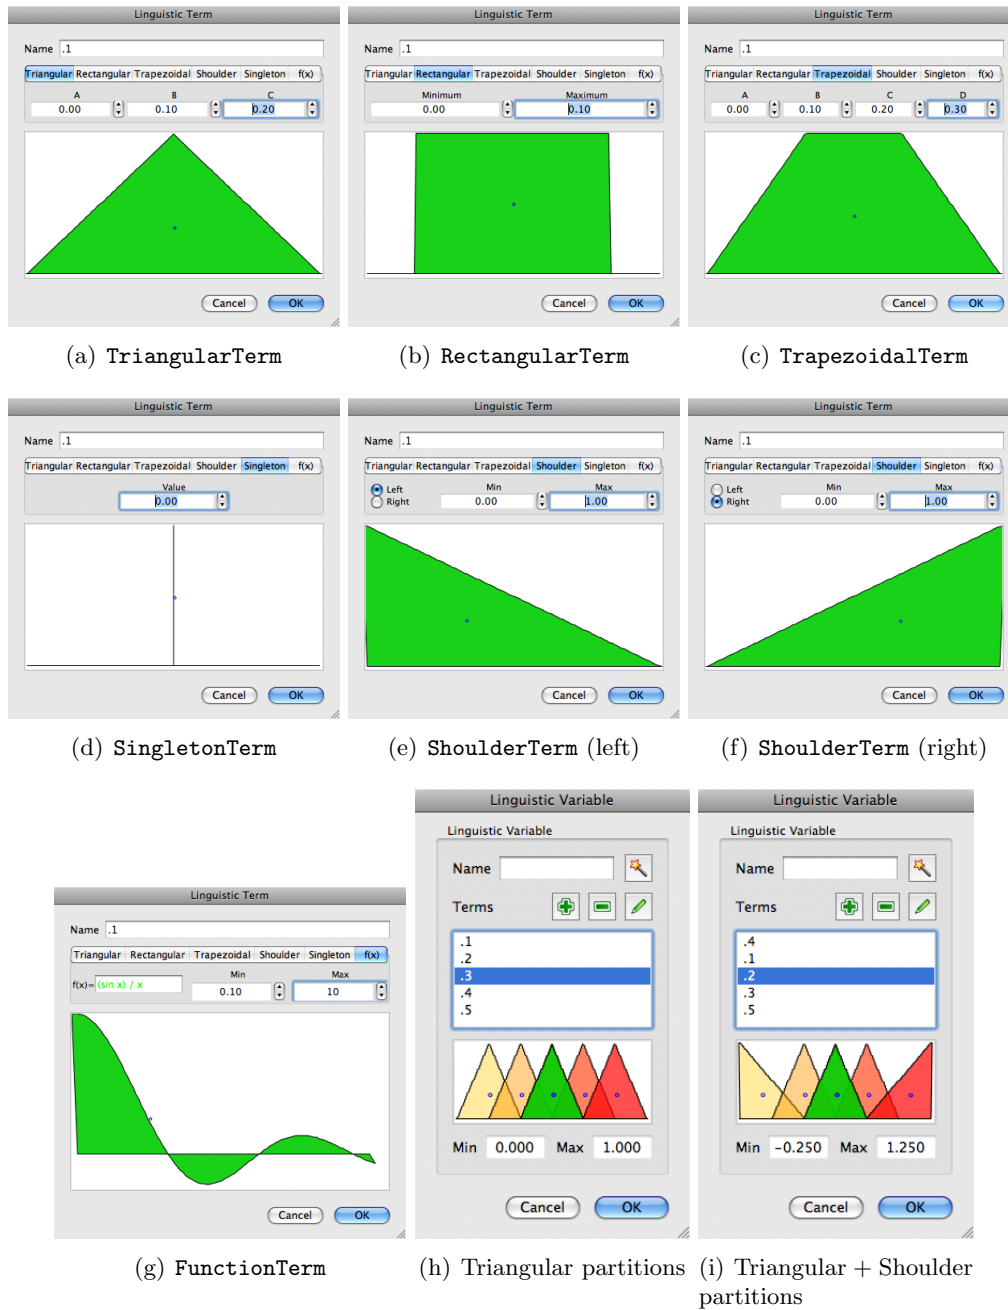 Linguistic Term
Name .1
Triangular Rectangular Trapezoidal Shoulder Singleton f(x)
A B C
0.00 0.10 0.20
Cancel OK
(a) TriangularTerm
Linguistic Term
Name .1
Triangular Rectangular Trapezoidal Shoulder Singleton f(x)
Minimum Maximum
0.00 0.10
Cancel OK
(b) RectangularTerm
Linguistic Term
Name .1
Triangular Rectangular Trapezoidal Shoulder Singleton f(x)
A B C D
0.00 0.10 0.20 0.30
Cancel OK
(c) TrapezoidalTerm
Linguistic Term
Name .1
Triangular Rectangular Trapezoidal Shoulder Singleton f(x)
Value
0.00
Cancel OK
(d) SingletonTerm
Linguistic Term
Name .1
Triangular Rectangular Trapezoidal Shoulder Singleton f(x)
Left Min Max
Right 0.00 1.00
Cancel OK
(e) ShoulderTerm (left)
Linguistic Term
Name .1
Triangular Rectangular Trapezoidal Shoulder Singleton f(x)
Left Min Max
Right 0.00 1.00
Cancel OK
(f) ShoulderTerm (right)
Linguistic Term
Name .1
Triangular Rectangular Trapezoidal Shoulder Singleton f(x)
Min Max
f(x)= (sin x) / x 0.10 10
Cancel OK
(g) FunctionTerm
Linguistic Variable
Linguistic Variable
Name
Terms
.1
.2
.3
.4
.5
Min 0.000 Max 1.000
Cancel OK
(h) Triangular partitions
Linguistic Variable
Linguistic Variable
Name
Terms
.4
.1
.2
.3
.5
Min -0.250 Max 1.250
Cancel OK
(i) Triangular + Shoulder
partitions